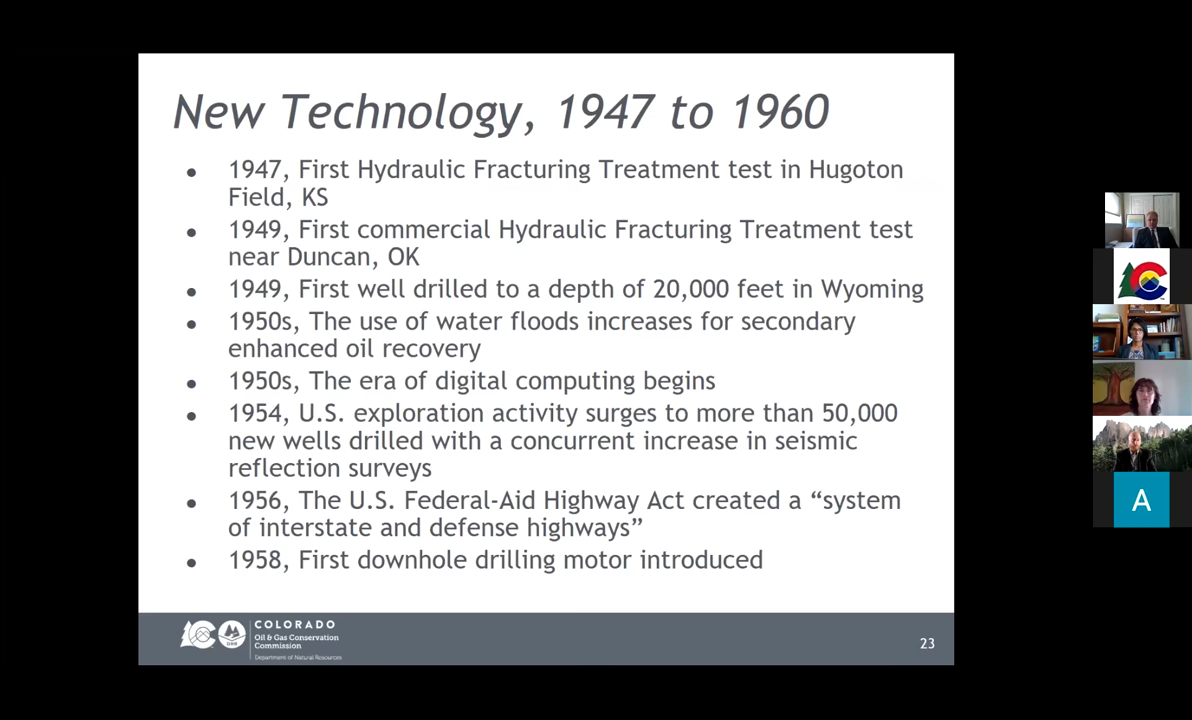 New Technology, 1947 to 1960
● 1947, First Hydraulic Fracturing Treatment test in Hugoton
Field, KS
● 1949, First commercial Hydraulic Fracturing Treatment test
near Duncan, OK
● 1949, First well drilled to a depth of 20,000 feet in Wyoming
● 1950s, The use of water floods increases for secondary
enhanced oil recovery
● 1950s, The era of digital computing begins
● 1954, U.S. exploration activity surges to more than 50,000
new wells drilled with a concurrent increase in seismic
reflection surveys
● 1956, The U.S. Federal-Aid Highway Act created a “system
of interstate and defense highways”
● 1958, First downhole drilling motor introduced
COLORADO
Oil & Gas Conservation
Commission
Department of Natural Resources
23
A